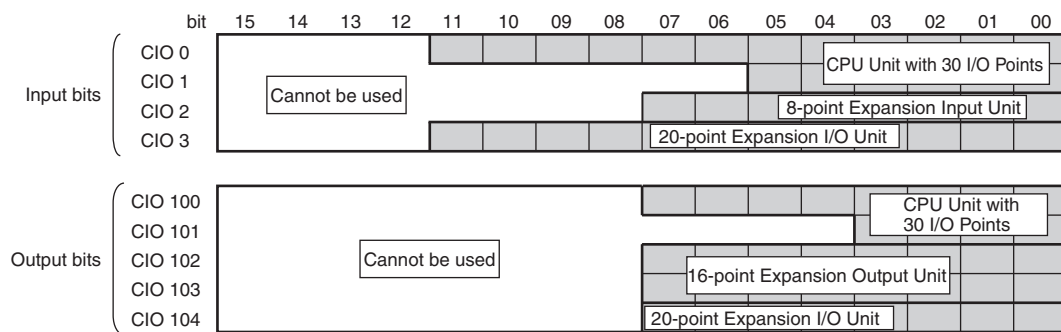 bit 15 14 13 12 11 10 09 08 07 06 05 04 03 02 01 00
Input bits
CIO 0
CIO 1
CIO 2
CIO 3
Cannot be used
CPU Unit with 30 I/O Points
8-point Expansion Input Unit
20-point Expansion I/O Unit
Output bits
CIO 100
CIO 101
CIO 102
CIO 103
CIO 104
Cannot be used
CPU Unit with
30 I/O Points
16-point Expansion Output Unit
20-point Expansion I/O Unit